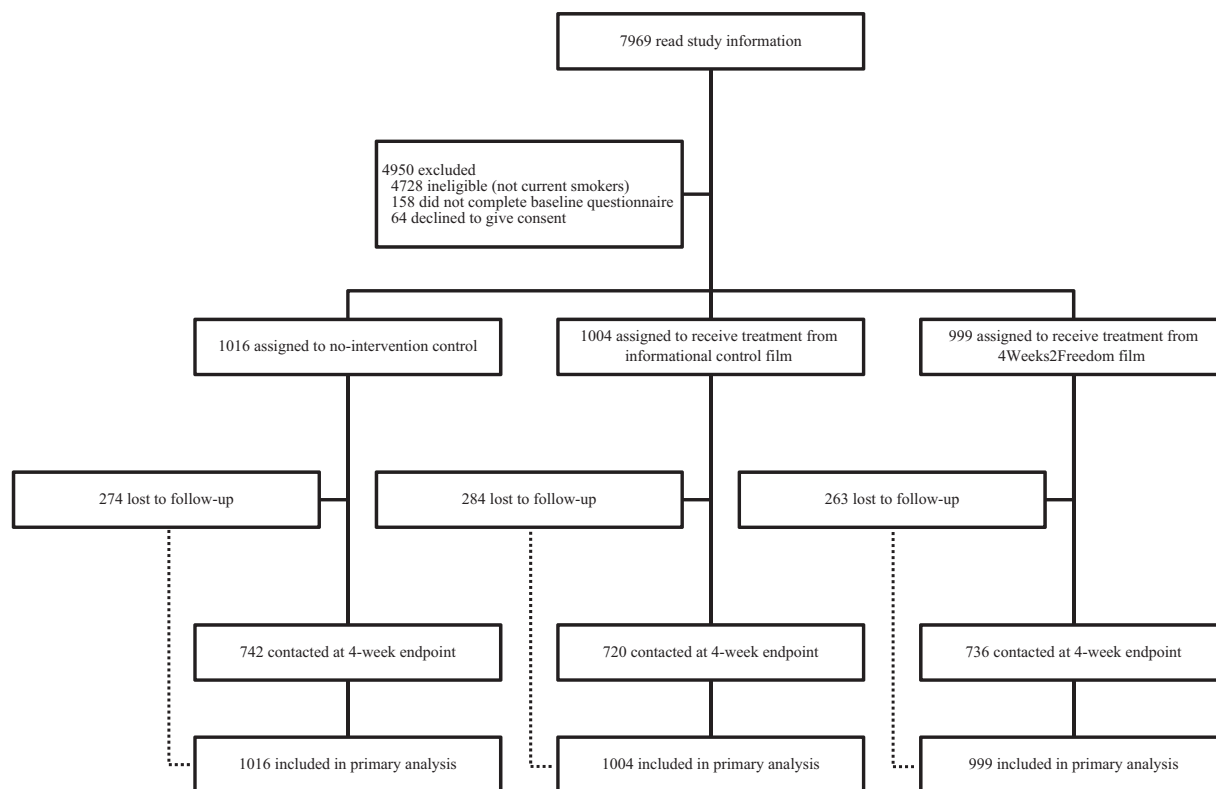 7969 read study information
4950 excluded
4728 ineligible (not current smokers)
158 did not complete baseline questionnaire
64 declined to give consent
1016 assigned to no-intervention control
1004 assigned to receive treatment from
informational control film
999 assigned to receive treatment from
4Weeks2Freedom film
274 lost to follow-up
284 lost to follow-up
263 lost to follow-up
742 contacted at 4-week endpoint
720 contacted at 4-week endpoint
736 contacted at 4-week endpoint
1016 included in primary analysis
1004 included in primary analysis
999 included in primary analysis